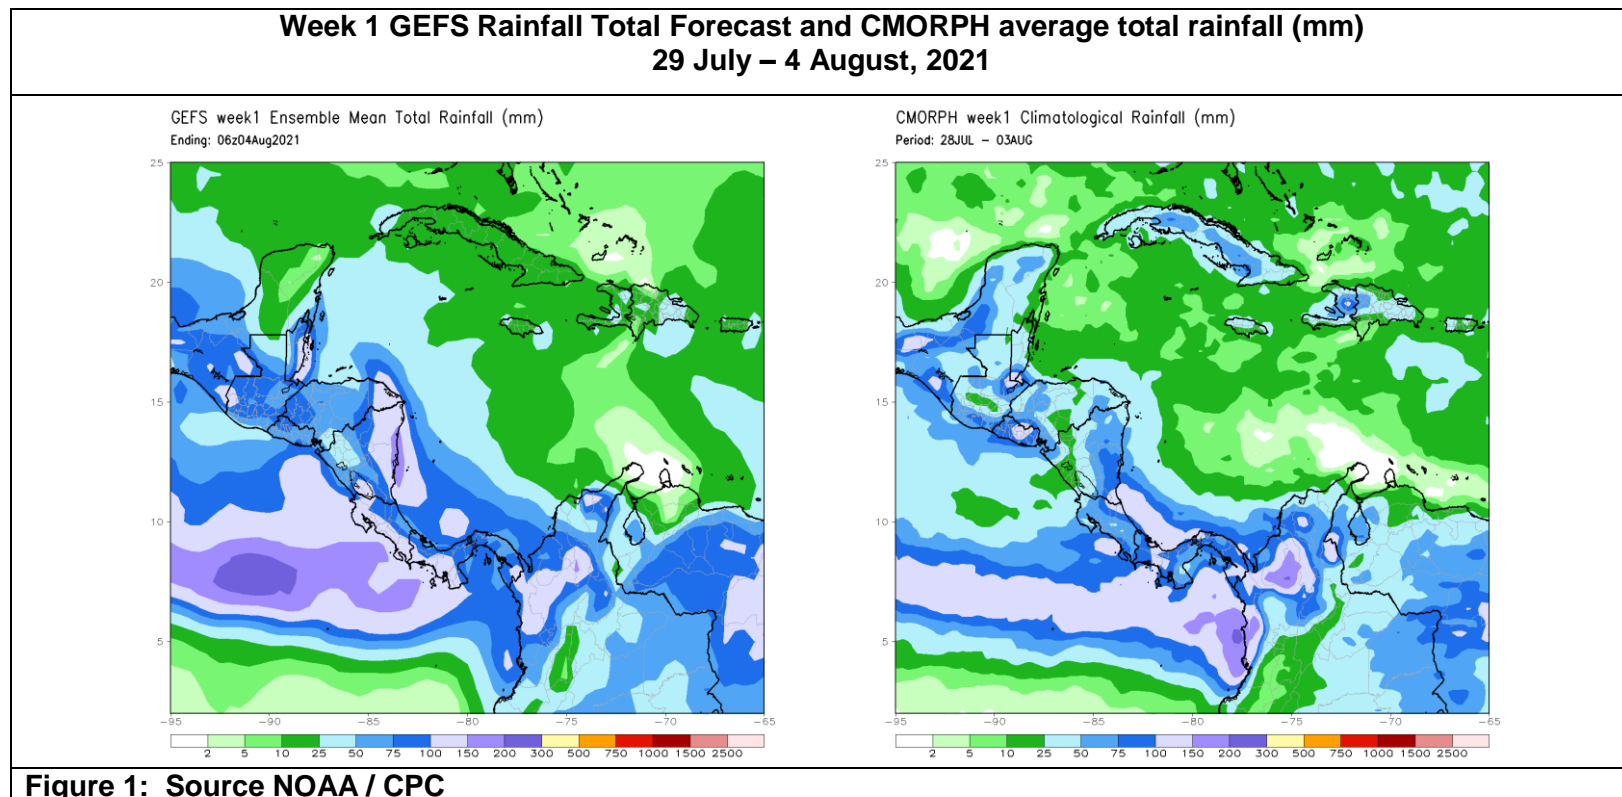 Week 1 GEFS Rainfall Total Forecast and CMORPH average total rainfall (mm)
29 July – 4 August, 2021
GEFS week1 Ensemble Mean Total Rainfall (mm)
Ending: 06z04Aug2021
25
20
15
10
5
-95 -90 -85 -80 -75 -70 -65
2 5 10 25 50 75 100 150 200 300 500 750 1000 1500 2500
CMORPH week1 Climatological Rainfall (mm)
Period: 28JUL - 03AUG
25
20
15
10
5
-95 -90 -85 -80 -75 -70 -65
2 5 10 25 50 75 100 150 200 300 500 750 1000 1500 2500
Figure 1: Source NOAA / CPC